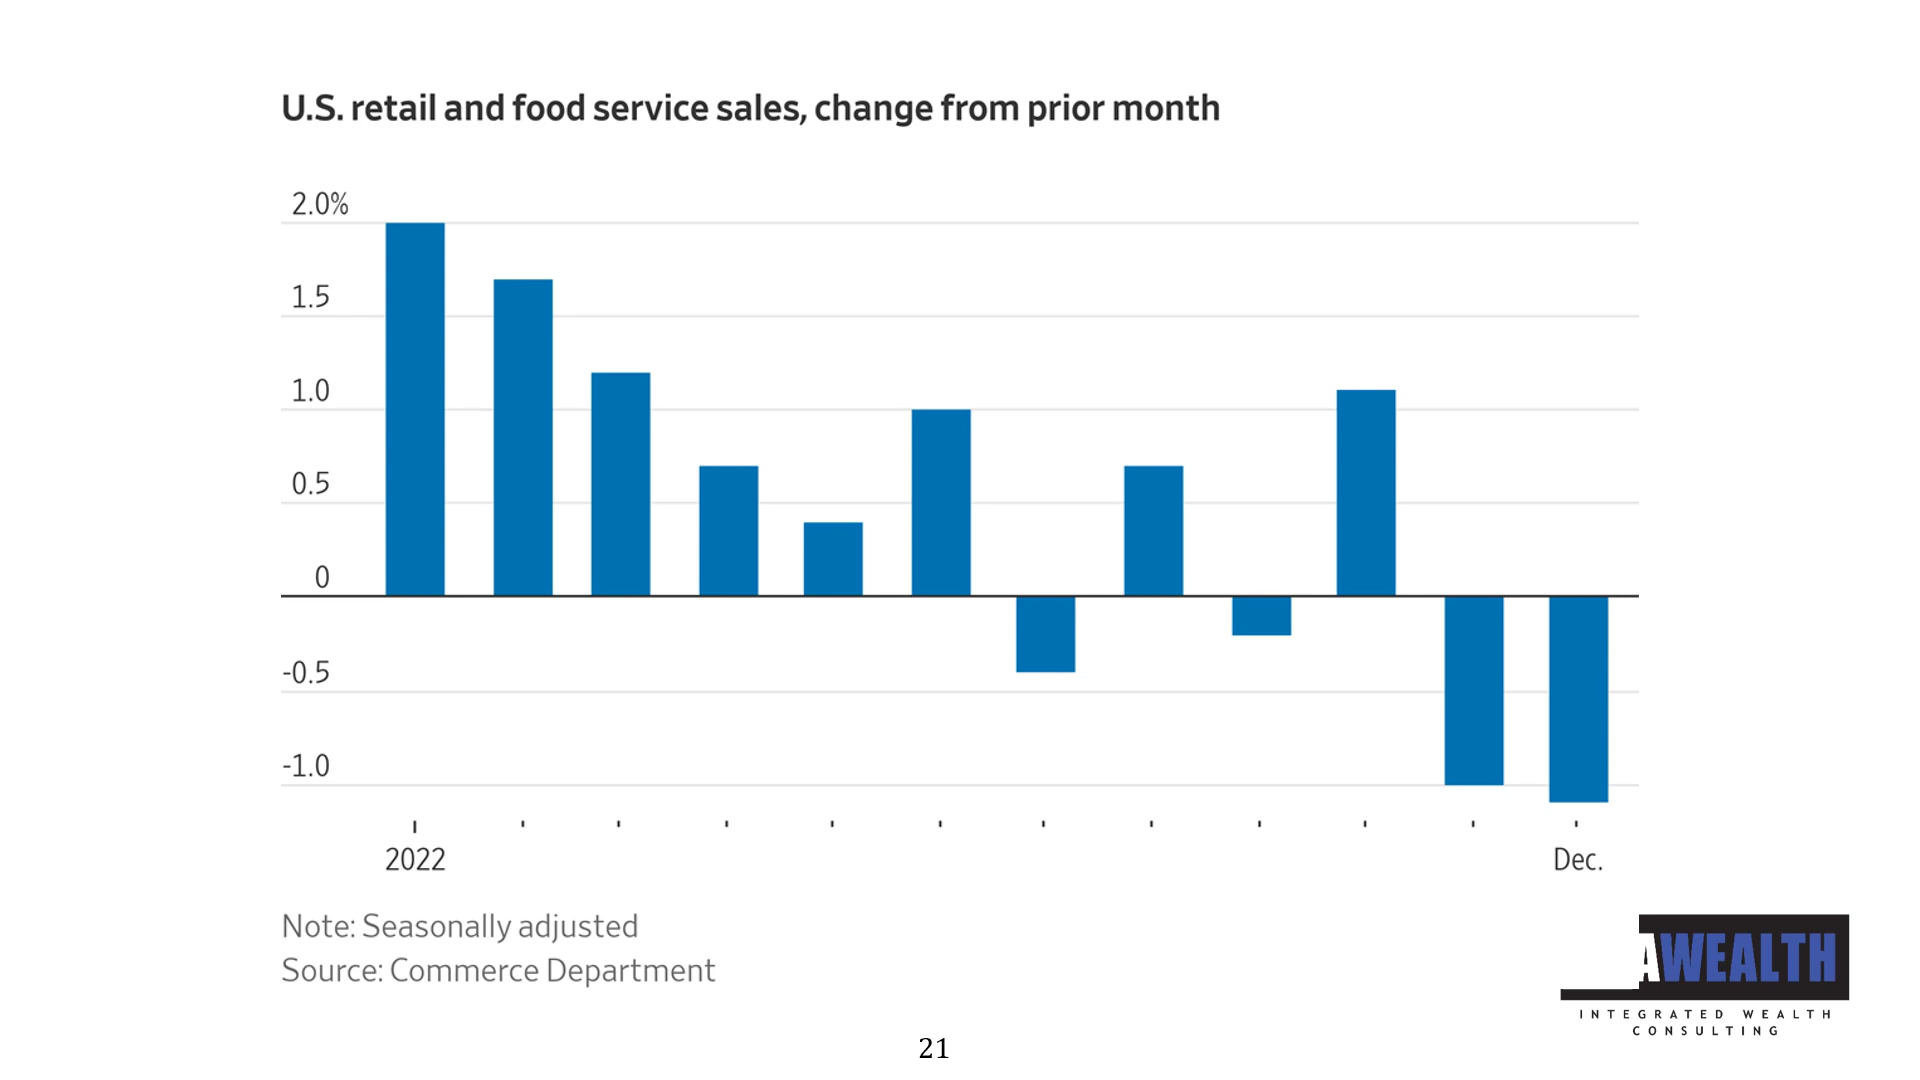 U.S. retail and food service sales, change from prior month
2.0%
1.5
1.0
0.5
0
-0.5
-1.0
2022 Dec.
Note: Seasonally adjusted
Source: Commerce Department
AWEALTH
INTEGRATED WEALTH
CONSULTING
21